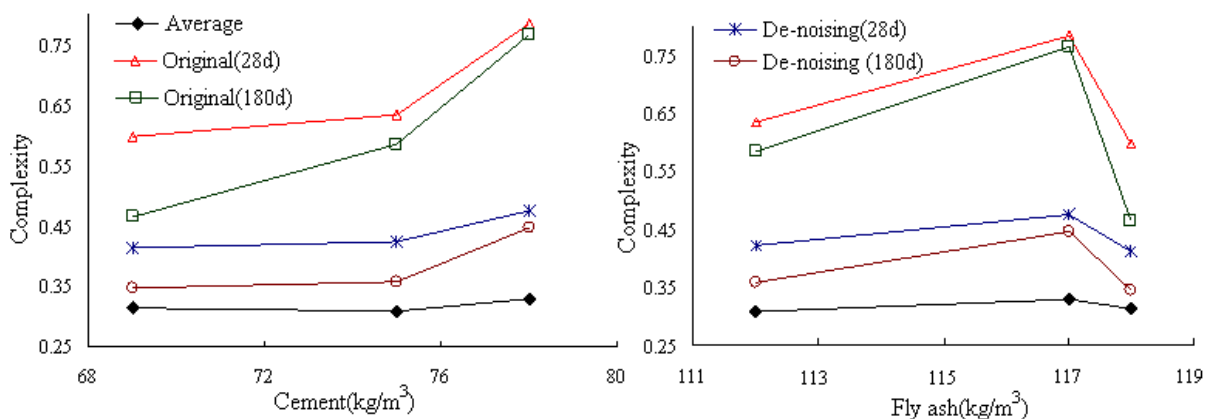 Average
Original(28d)
Original(180d)
0.75
0.65
0.55
0.45
0.35
0.25
Complexity
68
72
76
80
Cement(kg/m³)
De-noising(28d)
De-noising (180d)
0.75
0.65
0.55
0.45
0.35
0.25
Complexity
111
113
115
117
119
Fly ash(kg/m³)